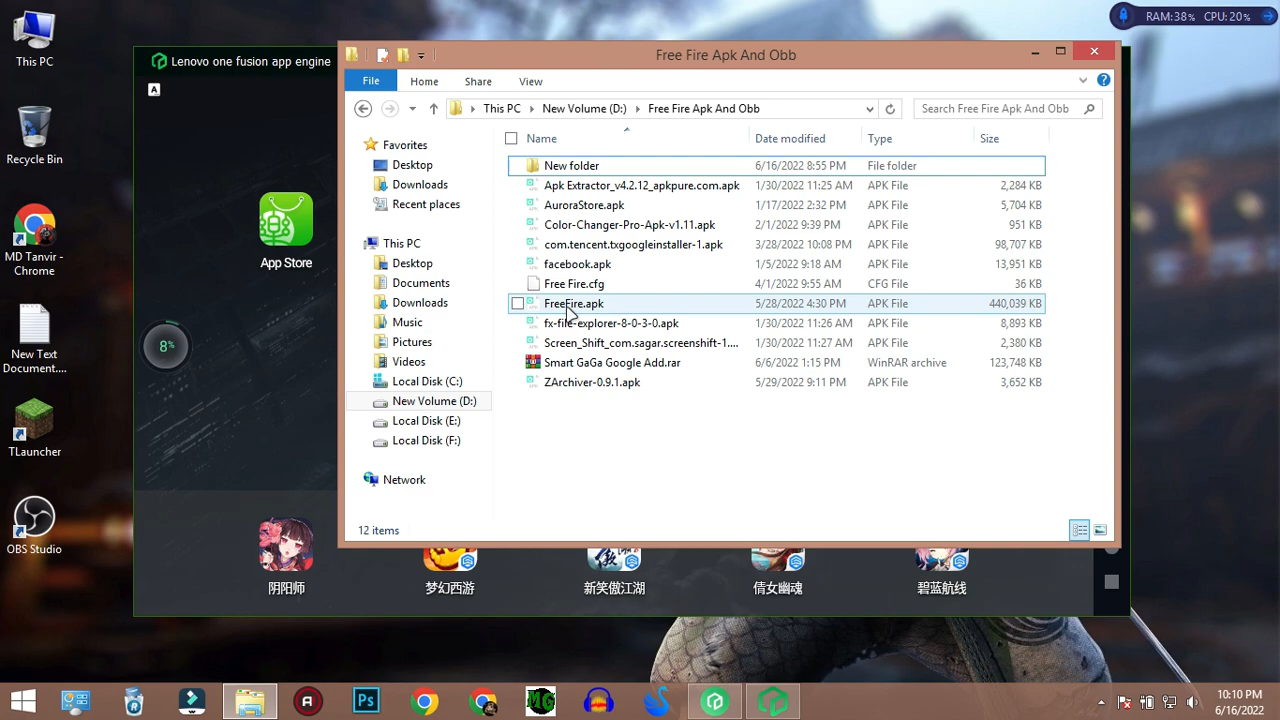 This PC
Recycle Bin
MD Tanvir - Chrome
New Text Document....
TLauncher
OBS Studio
RAM:38% CPU:20%
Lenovo one fusion app engine
A
App Store
8%
阴阳师
梦幻西游
新笑傲江湖
倩女幽魂
碧蓝航线
Free Fire Apk And Obb
File Home Share View
This PC New Volume (D:) Free Fire Apk And Obb
Search Free Fire Apk And Obb
Favorites
Desktop
Downloads
Recent places
This PC
Desktop
Documents
Downloads
Music
Pictures
Videos
Local Disk (C:)
New Volume (D:)
Local Disk (E:)
Local Disk (F:)
Network
Name Date modified Type Size
New folder 6/16/2022 8:55 PM File folder
Apk Extractor_v4.2.12_apkpure.com.apk 1/30/2022 11:25 AM APK File 2,284 KB
AuroraStore.apk 1/17/2022 2:32 PM APK File 5,704 KB
Color-Changer-Pro-Apk-v1.11.apk 2/1/2022 9:39 PM APK File 951 KB
com.tencent.txgoogleinstaller-1.apk 3/28/2022 10:08 PM APK File 98,707 KB
facebook.apk 1/5/2022 9:18 AM APK File 13,951 KB
Free Fire.cfg 4/1/2022 9:55 AM CFG File 36 KB
FreeFire.apk 5/28/2022 4:30 PM APK File 440,039 KB
fx-file-explorer-8-0-3-0.apk 1/30/2022 11:26 AM APK File 8,893 KB
Screen_Shift_com.sagar.screenshift-1.... 1/30/2022 11:27 AM APK File 2,380 KB
Smart GaGa Google Add.rar 6/6/2022 1:15 PM WinRAR archive 123,748 KB
ZArchiver-0.9.1.apk 5/29/2022 9:11 PM APK File 3,652 KB
12 items
Ps
MG
10:10 PM
6/16/2022